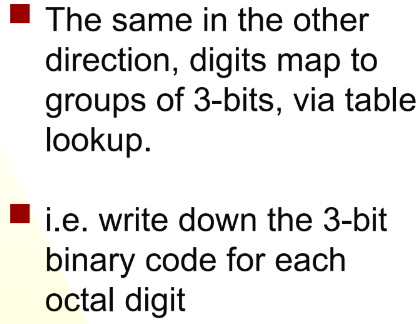 The same in the other
direction, digits map to
groups of 3-bits, via table
lookup.
i.e. write down the 3-bit
binary code for each
octal digit